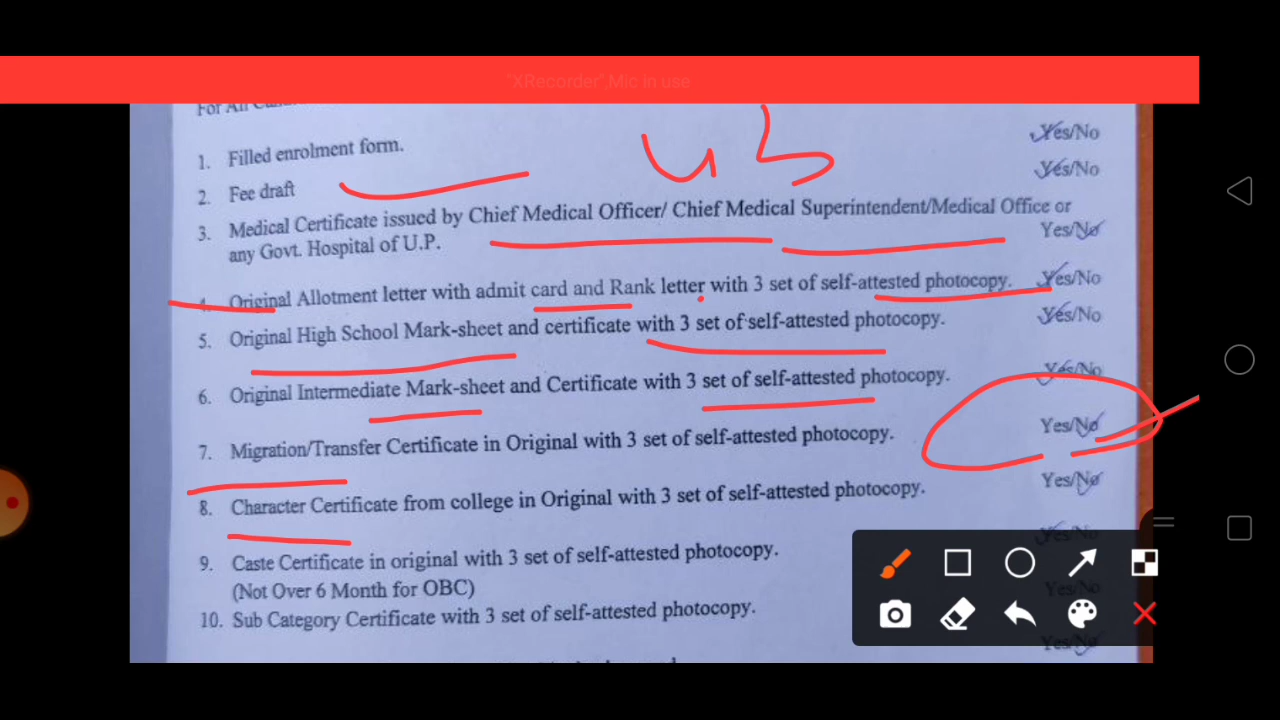 "XRecorder",Mic in use
For All
1. Filled enrolment form. Yes/No
2. Fee draft Yes/No
3. Medical Certificate issued by Chief Medical Officer/ Chief Medical Superintendent/Medical Office or
any Govt. Hospital of U.P. Yes/No
4. Original Allotment letter with admit card and Rank letter with 3 set of self-attested photocopy. Yes/No
5. Original High School Mark-sheet and certificate with 3 set of self-attested photocopy. Yes/No
6. Original Intermediate Mark-sheet and Certificate with 3 set of self-attested photocopy. Yes/No
7. Migration/Transfer Certificate in Original with 3 set of self-attested photocopy. Yes/No
8. Character Certificate from college in Original with 3 set of self-attested photocopy. Yes/No
9. Caste Certificate in original with 3 set of self-attested photocopy. Yes/No
(Not Over 6 Month for OBC) Yes/No
10. Sub Category Certificate with 3 set of self-attested photocopy.
Yes/No